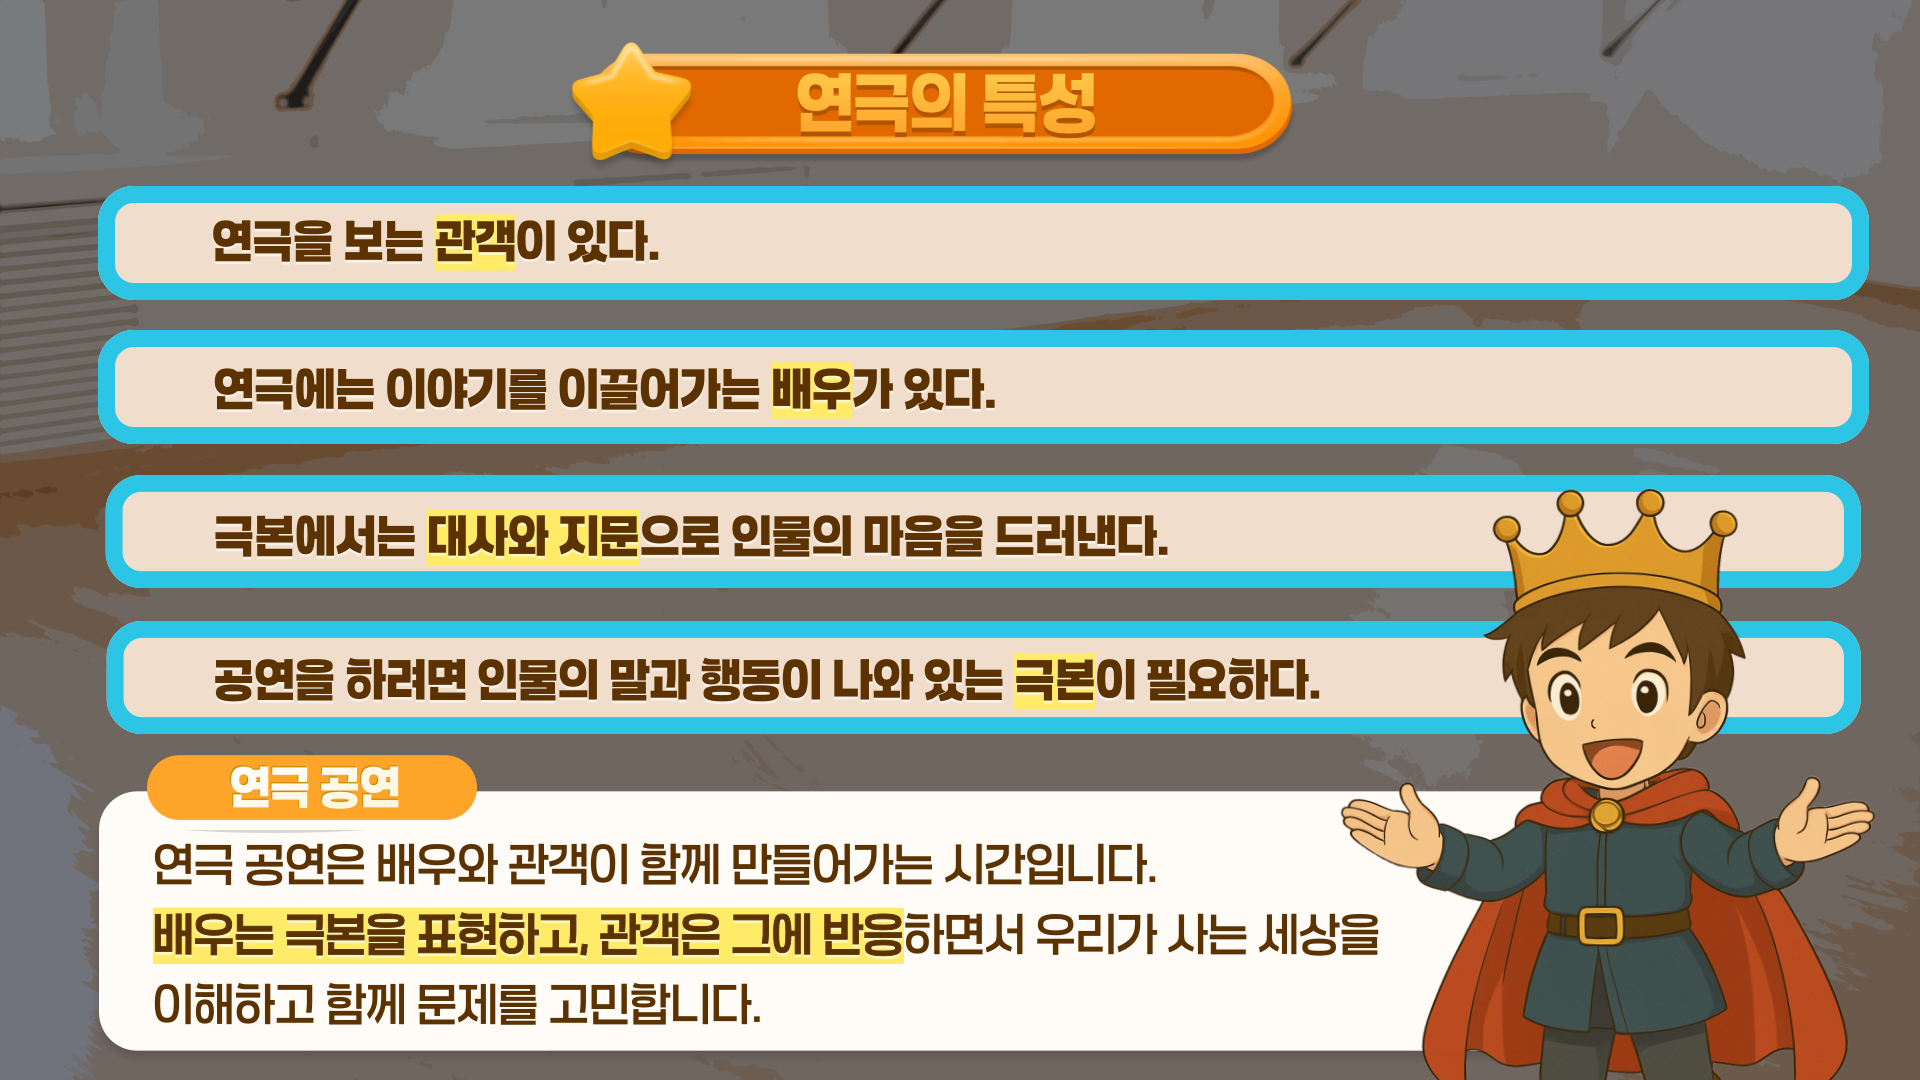 연극의 특성
연극을 보는 관객이 있다.
연극에는 이야기를 이끌어가는 배우가 있다.
극본에서는 대사와 지문으로 인물의 마음을 드러낸다.
공연을 하려면 인물의 말과 행동이 나와 있는 극본이 필요하다.
연극 공연
연극 공연은 배우와 관객이 함께 만들어가는 시간입니다.
배우는 극본을 표현하고, 관객은 그에 반응하면서 우리가 사는 세상을
이해하고 함께 문제를 고민합니다.